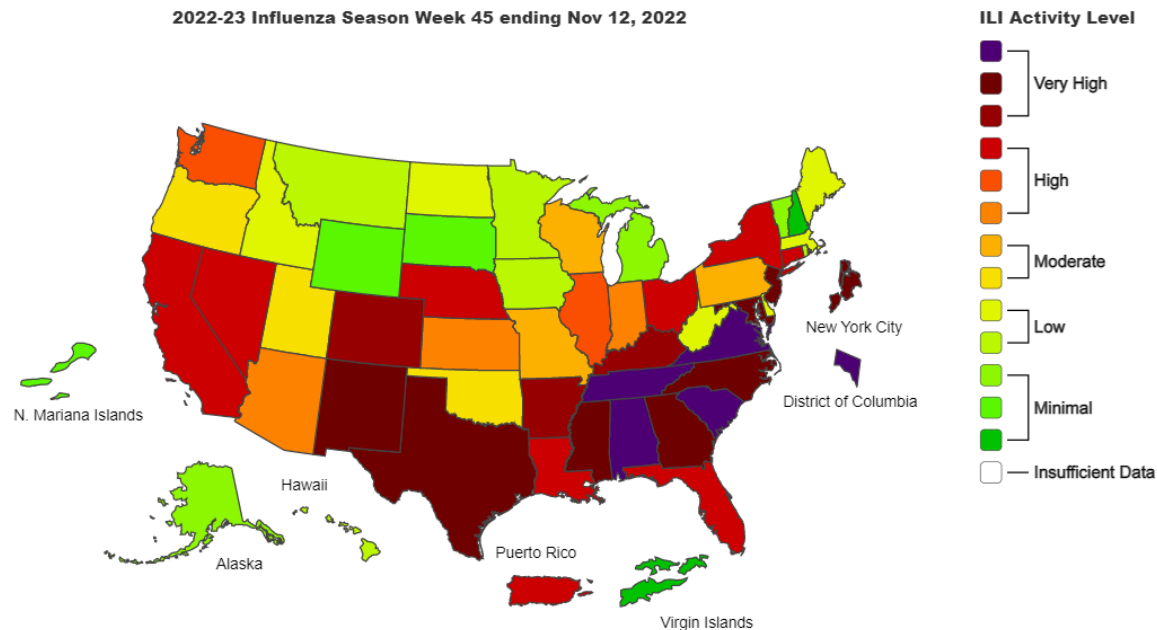 2022-23 Influenza Season Week 45 ending Nov 12, 2022
ILI Activity Level
Very High
High
Moderate
Low
Minimal
Insufficient Data
New York City
District of Columbia
N. Mariana Islands
Hawaii
Alaska
Puerto Rico
Virgin Islands